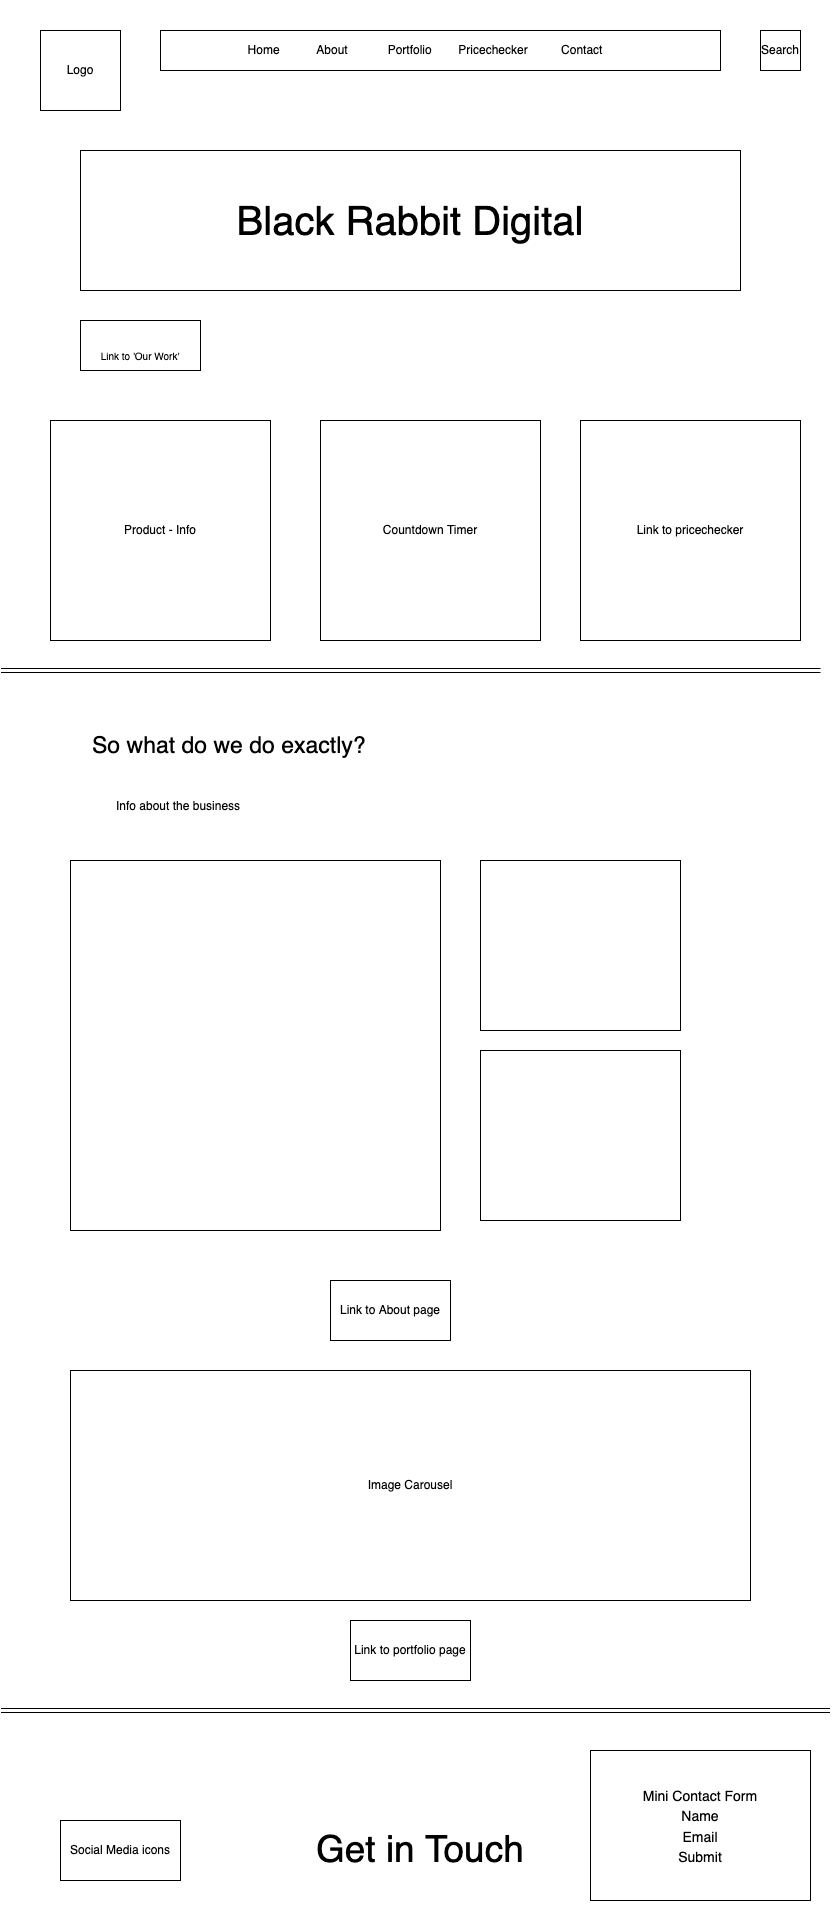 Logo
Home About Portfolio Pricechecker Contact
Search
Black Rabbit Digital
Link to 'Our Work'
Product - Info
Countdown Timer
Link to pricechecker
So what do we do exactly?
Info about the business
Link to About page
Image Carousel
Link to portfolio page
Social Media icons
Get in Touch
Mini Contact Form
Name
Email
Submit